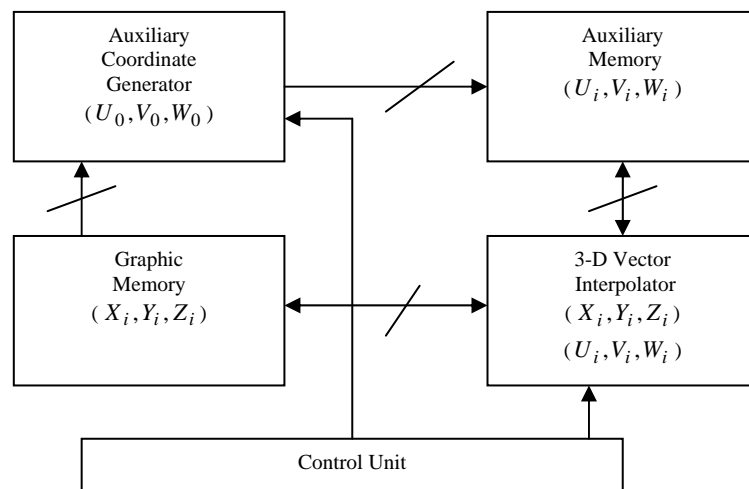 Auxiliary
Coordinate
Generator
(U₀,V₀,W₀)
Auxiliary
Memory
(Uᵢ,Vᵢ,Wᵢ)
Graphic
Memory
(Xᵢ,Yᵢ,Zᵢ)
3-D Vector
Interpolator
(Xᵢ,Yᵢ,Zᵢ)
(Uᵢ,Vᵢ,Wᵢ)
Control Unit